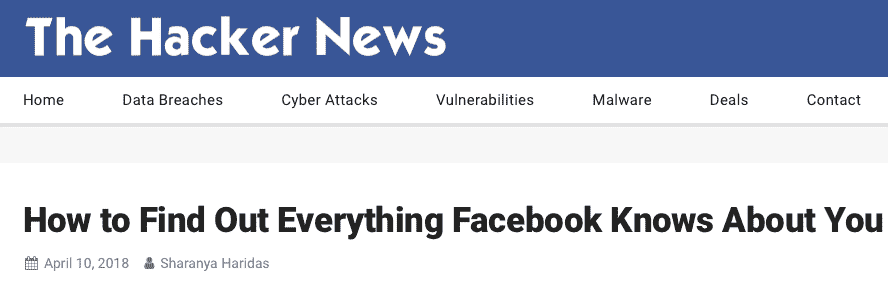 The Hacker News
Home Data Breaches Cyber Attacks Vulnerabilities Malware Deals Contact
How to Find Out Everything Facebook Knows About You
April 10, 2018 Sharanya Haridas